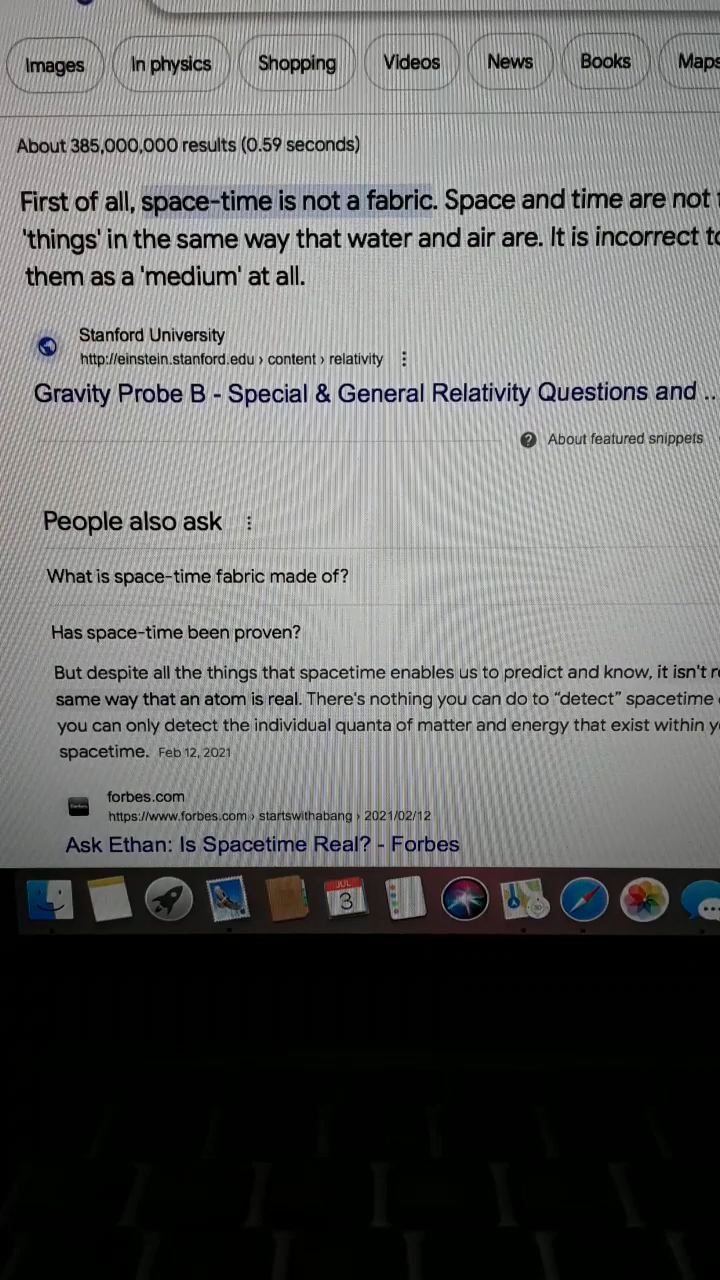 Images
In physics
Shopping
Videos
News
Books
Maps
About 385,000,000 results (0.59 seconds)
First of all, space-time is not a fabric. Space and time are not
'things' in the same way that water and air are. It is incorrect to
them as a 'medium' at all.
Stanford University
http://einstein.stanford.edu › content › relativity
Gravity Probe B - Special & General Relativity Questions and ...
About featured snippets
People also ask
What is space-time fabric made of?
Has space-time been proven?
But despite all the things that spacetime enables us to predict and know, it isn't
same way that an atom is real. There's nothing you can do to “detect” spacetime
you can only detect the individual quanta of matter and energy that exist within
spacetime. Feb 12, 2021
forbes.com
https://www.forbes.com › startswithabang › 2021/02/12
Ask Ethan: Is Spacetime Real? - Forbes
JUL
3